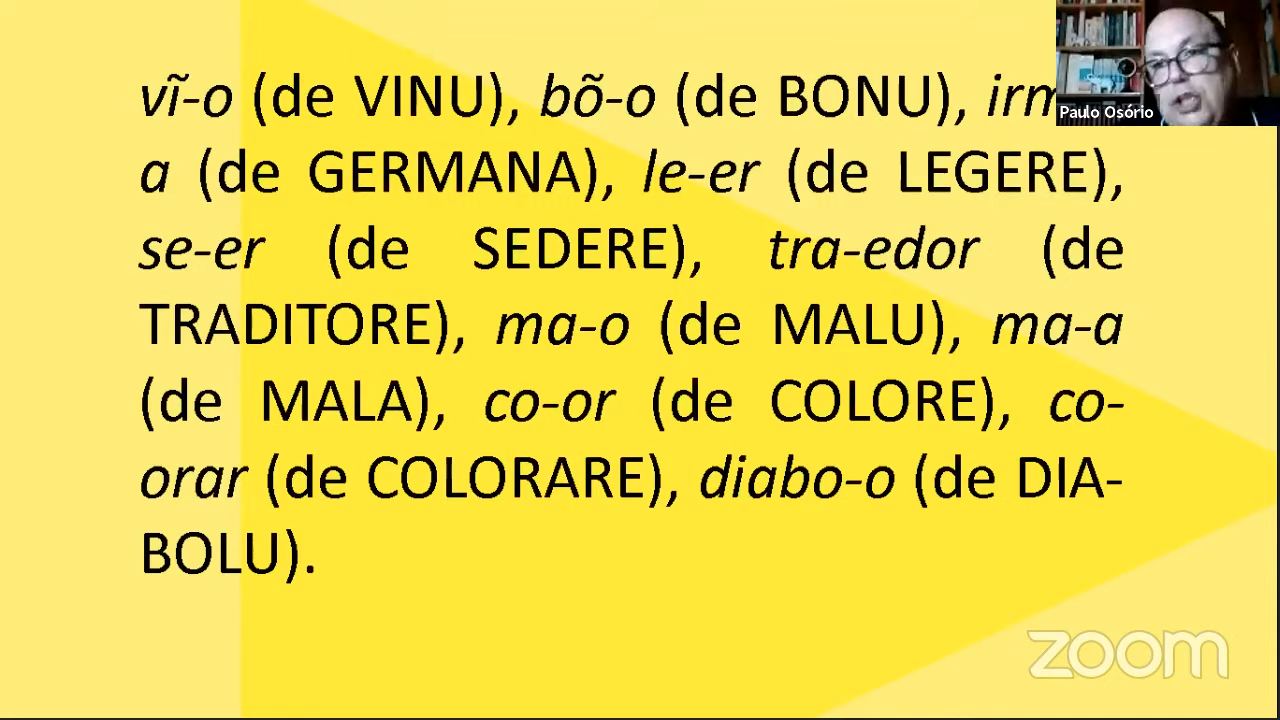 vĩ-o (de VINU), bõ-o (de BONU),
a (de GERMANA), le-er (de LEGERE),
se-er (de SEDERE), tra-edor (de
TRADITORE), ma-o (de MALU), ma-a
(de MALA), co-or (de COLORE), co-
orar (de COLORARE), diabo-o (de DIA-
BOLU).
Paulo Osório
zoom